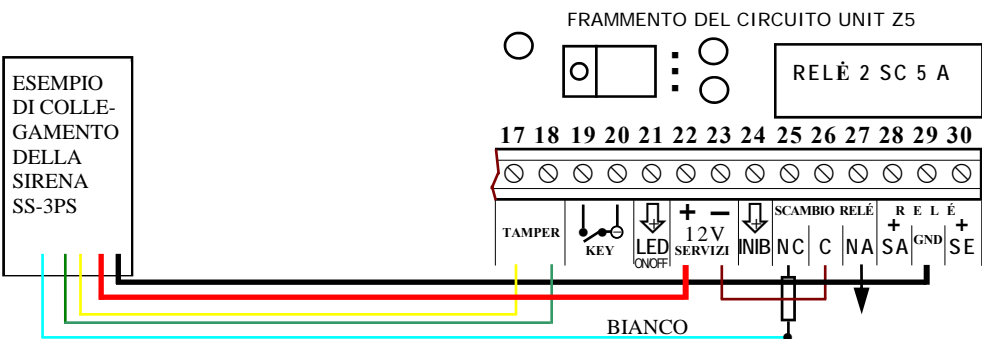 FRAMMENTO DEL CIRCUITO UNIT Z5
RELÈ 2 SC 5 A
ESEMPIO
DI COLLE-
GAMENTO
DELLA
SIRENA
SS-3PS
17 18 19 20 21 22 23 24 25 26 27 28 29 30
TAMPER
KEY
LED
ON/OFF
+ −
12V
SERVIZI
INIB
SCAMBIO RELÉ
NC C NA
R E L É
+ SA
GND
+ SE
BIANCO